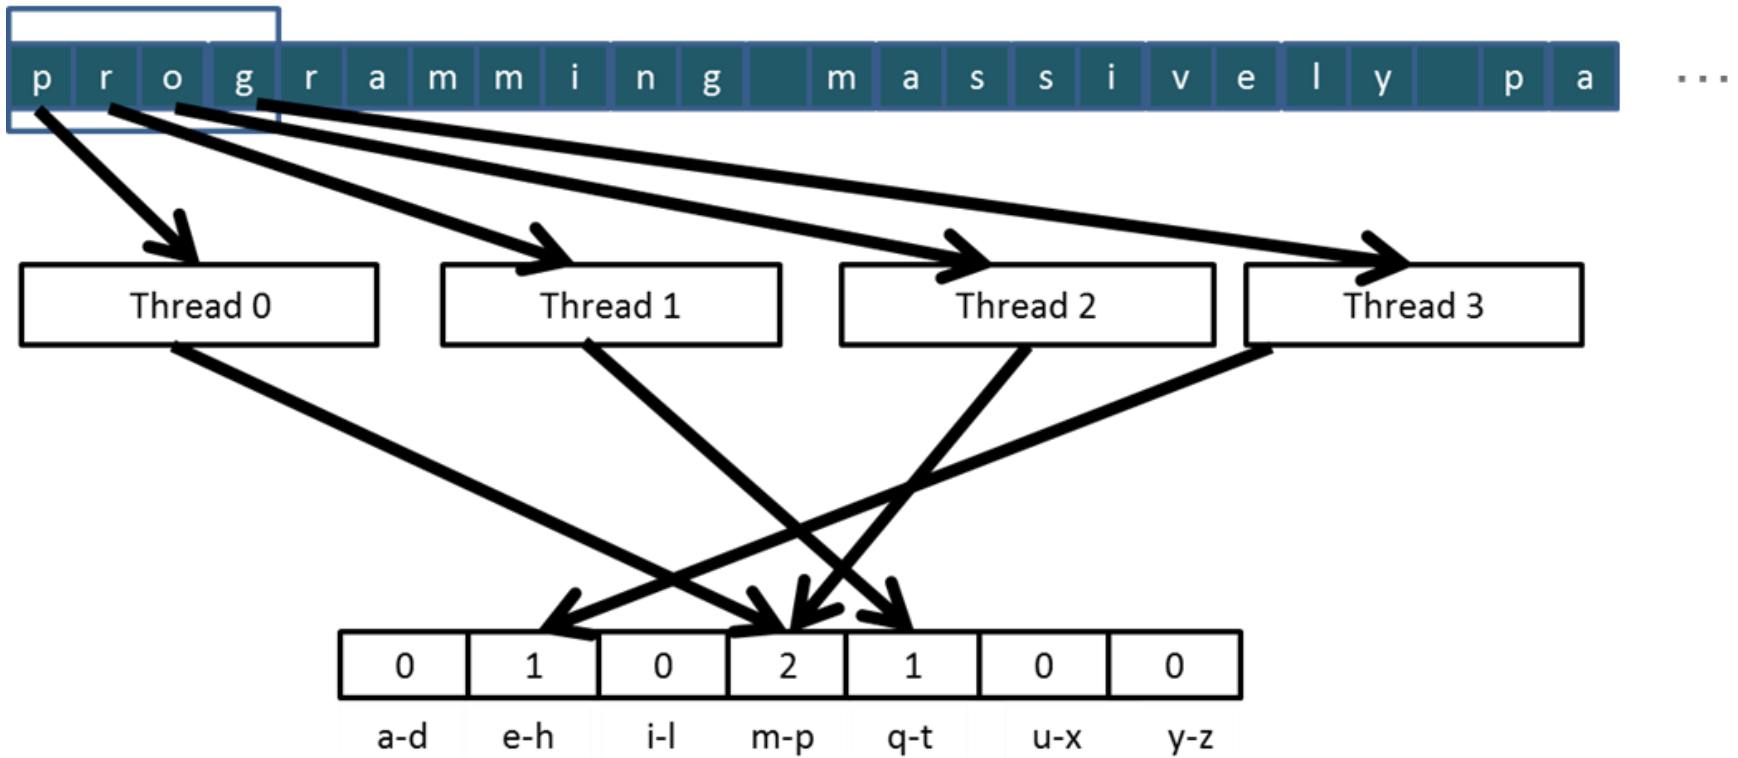 p r o g r a m m i n g m a s s i v e l y p a ...
Thread 0 Thread 1 Thread 2 Thread 3
0 1 0 2 1 0 0
a-d e-h i-l m-p q-t u-x y-z